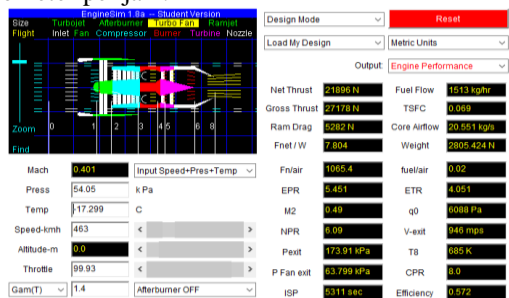 EngineSim 1.8a -- Student Version
Size Turbojet Afterburner Turbo Fan Ramjet
Flight Inlet Fan Compressor Burner Turbine Nozzle
0 1 2 3 4 5 6 8
Zoom
Find
Design Mode Reset
Load My Design Metric Units
Output: Engine Performance
Net Thrust 21896 N Fuel Flow 1513 kg/hr
Gross Thrust 27178 N TSFC 0.069
Ram Drag 5282 N Core Airflow 20.551 kg/s
Fnet / W 7.804 Weight 2805.424 N
Fn/air 1065.4 fuel/air 0.02
EPR 5.451 ETR 4.051
M2 0.49 q0 6088 Pa
NPR 6.09 V-exit 946 mps
Pexit 173.91 kPa T8 685 K
P Fan exit 63.799 kPa CPR 8.0
ISP 5311 sec Efficiency 0.572
Mach 0.401 Input Speed+Pres+Temp
Press 54.05 k Pa
Temp -17.299 C
Speed-kmh 463
Altitude-m 0.0
Throttle 99.93
Gam(T) 1.4 Afterburner OFF